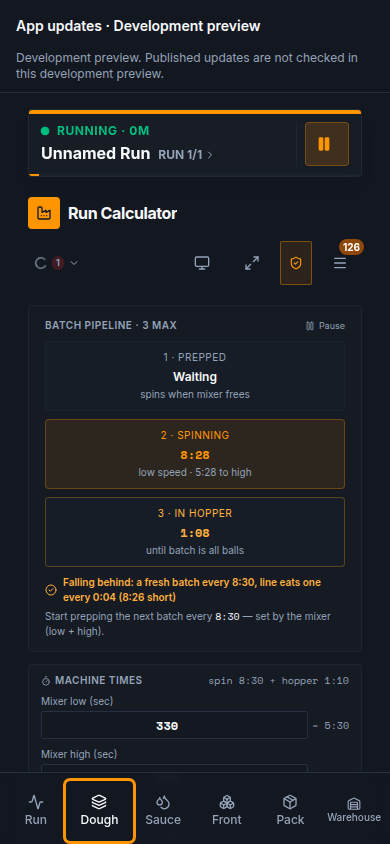 App updates · Development preview
Development preview. Published updates are not checked in
this development preview.
RUNNING · 0M
Unnamed Run RUN 1/1
Run Calculator
1
126
BATCH PIPELINE · 3 MAX
Pause
1 · PREPPED
Waiting
spins when mixer frees
2 · SPINNING
8:28
low speed · 5:28 to high
3 · IN HOPPER
1:08
until batch is all balls
Falling behind: a fresh batch every 8:30, line eats one
every 0:04 (8:26 short)
Start prepping the next batch every 8:30 — set by the mixer
(low + high).
MACHINE TIMES
spin 8:30 + hopper 1:10
Mixer low (sec)
330
= 5:30
Mixer high (sec)
Run
Dough
Sauce
Front
Pack
Warehouse